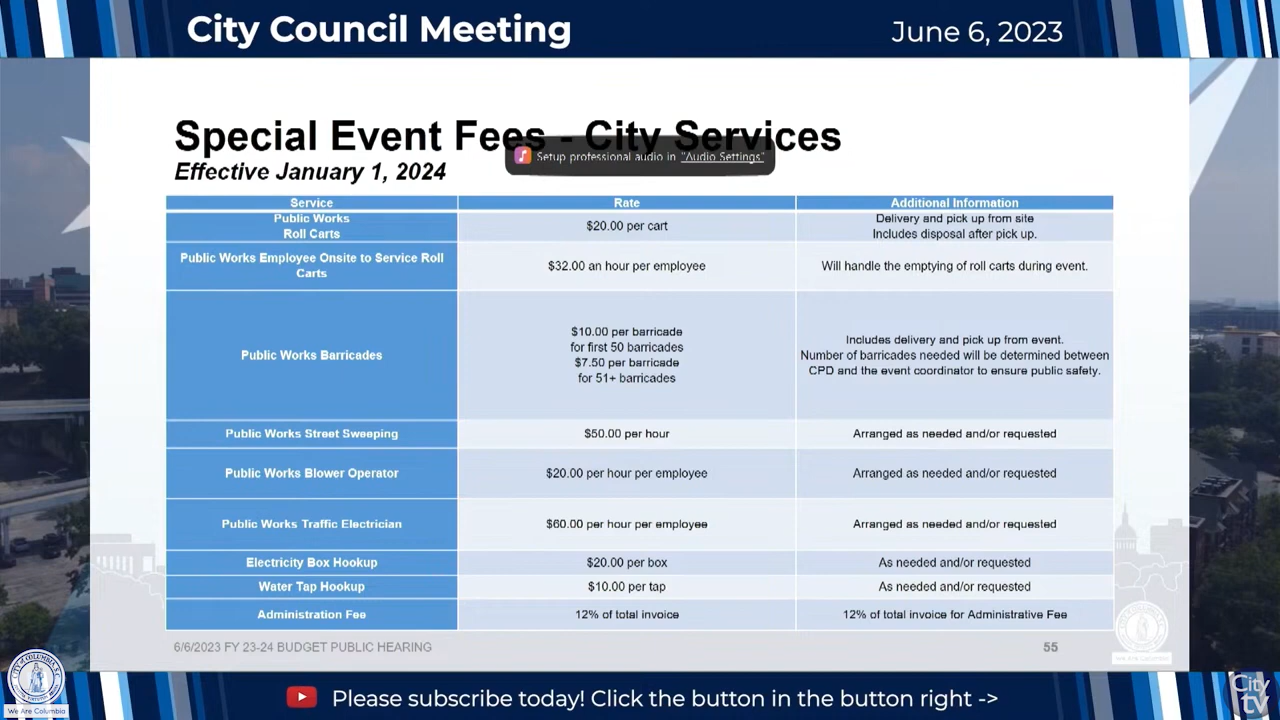 City Council Meeting
June 6, 2023
Special Event Fees - City Services
Setup professional audio in "Audio Settings"
Effective January 1, 2024
Service Rate Additional Information
Public Works
Roll Carts
$20.00 per cart
Delivery and pick up from site
Includes disposal after pick up.
Public Works Employee Onsite to Service Roll
Carts
$32.00 an hour per employee
Will handle the emptying of roll carts during event.
Public Works Barricades
$10.00 per barricade
for first 50 barricades
$7.50 per barricade
for 51+ barricades
Includes delivery and pick up from event.
Number of barricades needed will be determined between
CPD and the event coordinator to ensure public safety.
Public Works Street Sweeping
$50.00 per hour
Arranged as needed and/or requested
Public Works Blower Operator
$20.00 per hour per employee
Arranged as needed and/or requested
Public Works Traffic Electrician
$60.00 per hour per employee
Arranged as needed and/or requested
Electricity Box Hookup
$20.00 per box
As needed and/or requested
Water Tap Hookup
$10.00 per tap
As needed and/or requested
Administration Fee
12% of total invoice
12% of total invoice for Administrative Fee
6/6/2023 FY 23-24 BUDGET PUBLIC HEARING
55
We Are Columbia
We Are Columbia
Please subscribe today! Click the button in the button right ->
City
tv